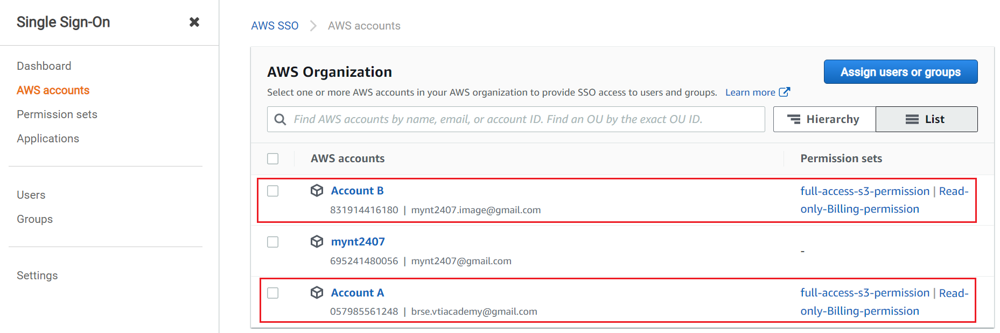 Single Sign-On
Dashboard
AWS accounts
Permission sets
Applications
Users
Groups
Settings
AWS SSO > AWS accounts
AWS Organization
Assign users or groups
Select one or more AWS accounts in your AWS organization to provide SSO access to users and groups. Learn more
Find AWS accounts by name, email, or account ID. Find an OU by the exact OU ID.
Hierarchy
List
AWS accounts
Permission sets
Account B
831914416180 | mynt2407.image@gmail.com
full-access-s3-permission | Read-
only-Billing-permission
mynt2407
695241480056 | mynt2407@gmail.com
-
Account A
057985561248 | brse.vtiacademy@gmail.com
full-access-s3-permission | Read-
only-Billing-permission